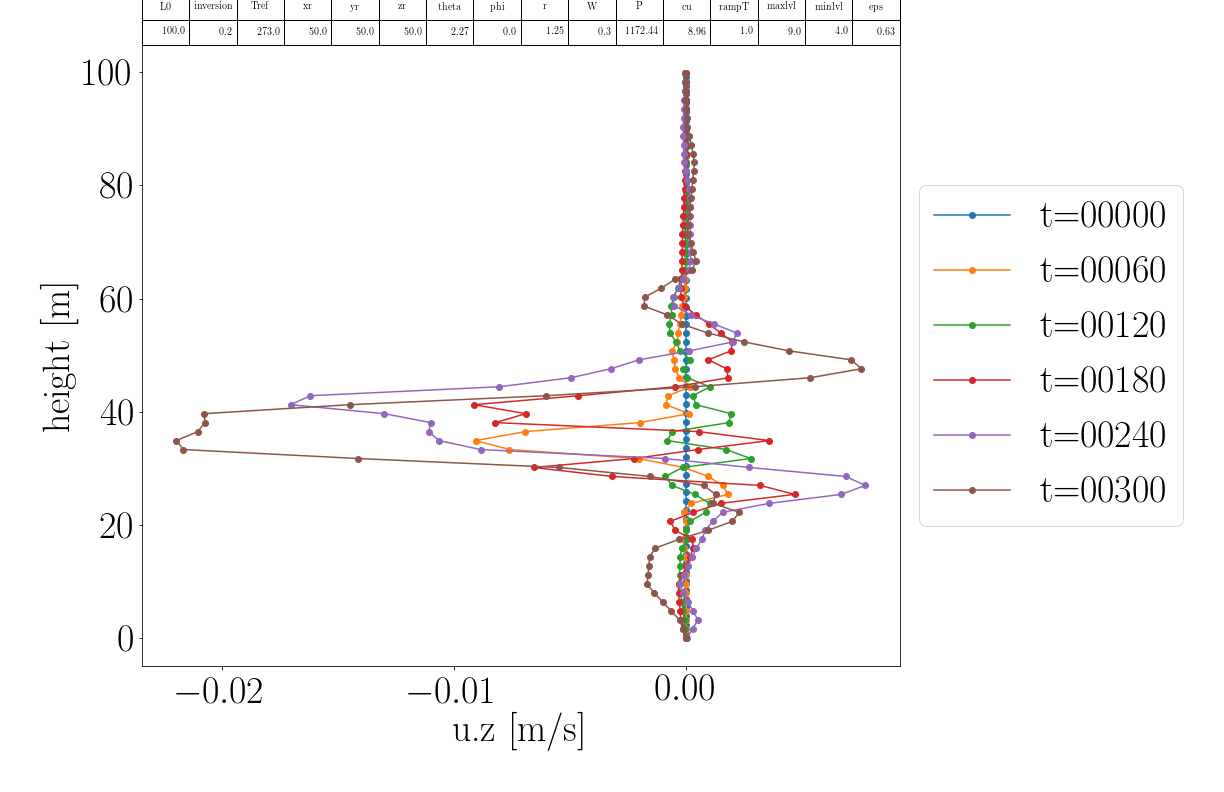 L0 inversion Tref xr yr zr theta phi r W P cu rampT maxlvl minlvl eps
100.0 0.2 273.0 50.0 50.0 50.0 2.27 0.0 1.25 0.3 1172.44 8.96 1.0 9.0 4.0 0.63
100
80
60
40
20
0
height [m]
−0.02 −0.01 0.00
u.z [m/s]
t=00000
t=00060
t=00120
t=00180
t=00240
t=00300